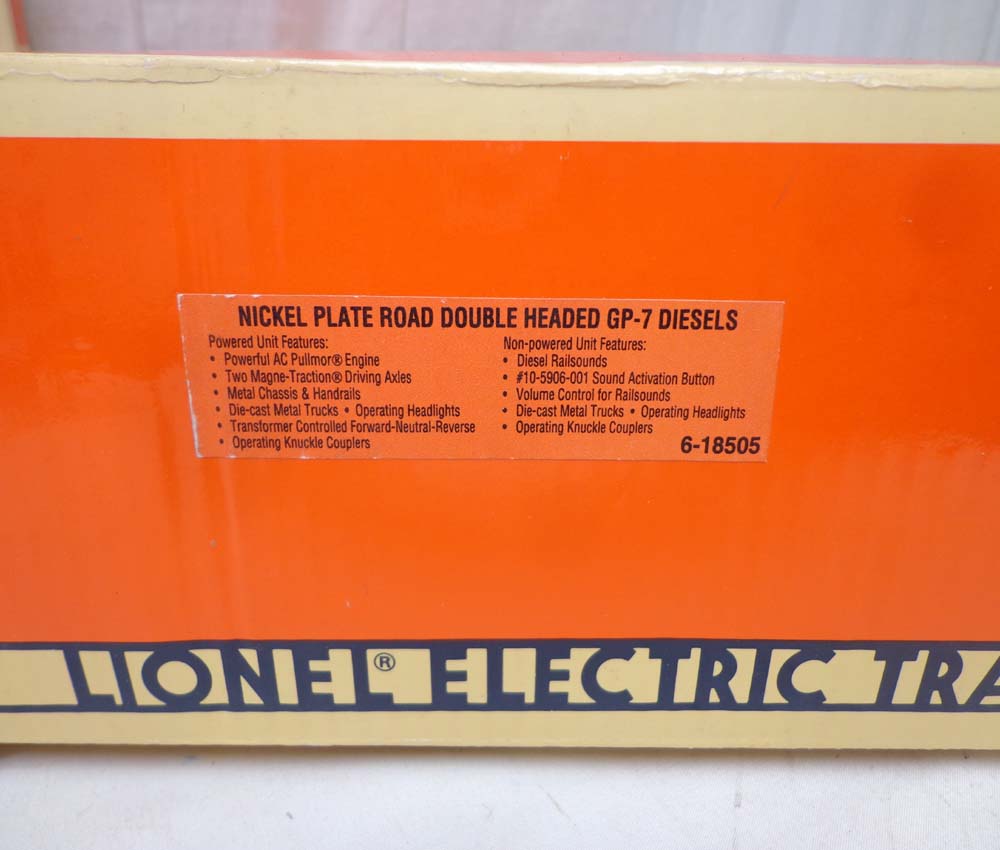 NICKEL PLATE ROAD DOUBLE HEADED GP-7 DIESELS
Powered Unit Features:
• Powerful AC Pullmor® Engine
• Two Magne-Traction® Driving Axles
• Metal Chassis & Handrails
• Die-cast Metal Trucks • Operating Headlights
• Transformer Controlled Forward-Neutral-Reverse
• Operating Knuckle Couplers
Non-powered Unit Features:
• Diesel Railsounds
• #10-5906-001 Sound Activation Button
• Volume Control for Railsounds
• Die-cast Metal Trucks • Operating Headlights
• Operating Knuckle Couplers
6-18505
LIONEL® ELECTRIC TRA